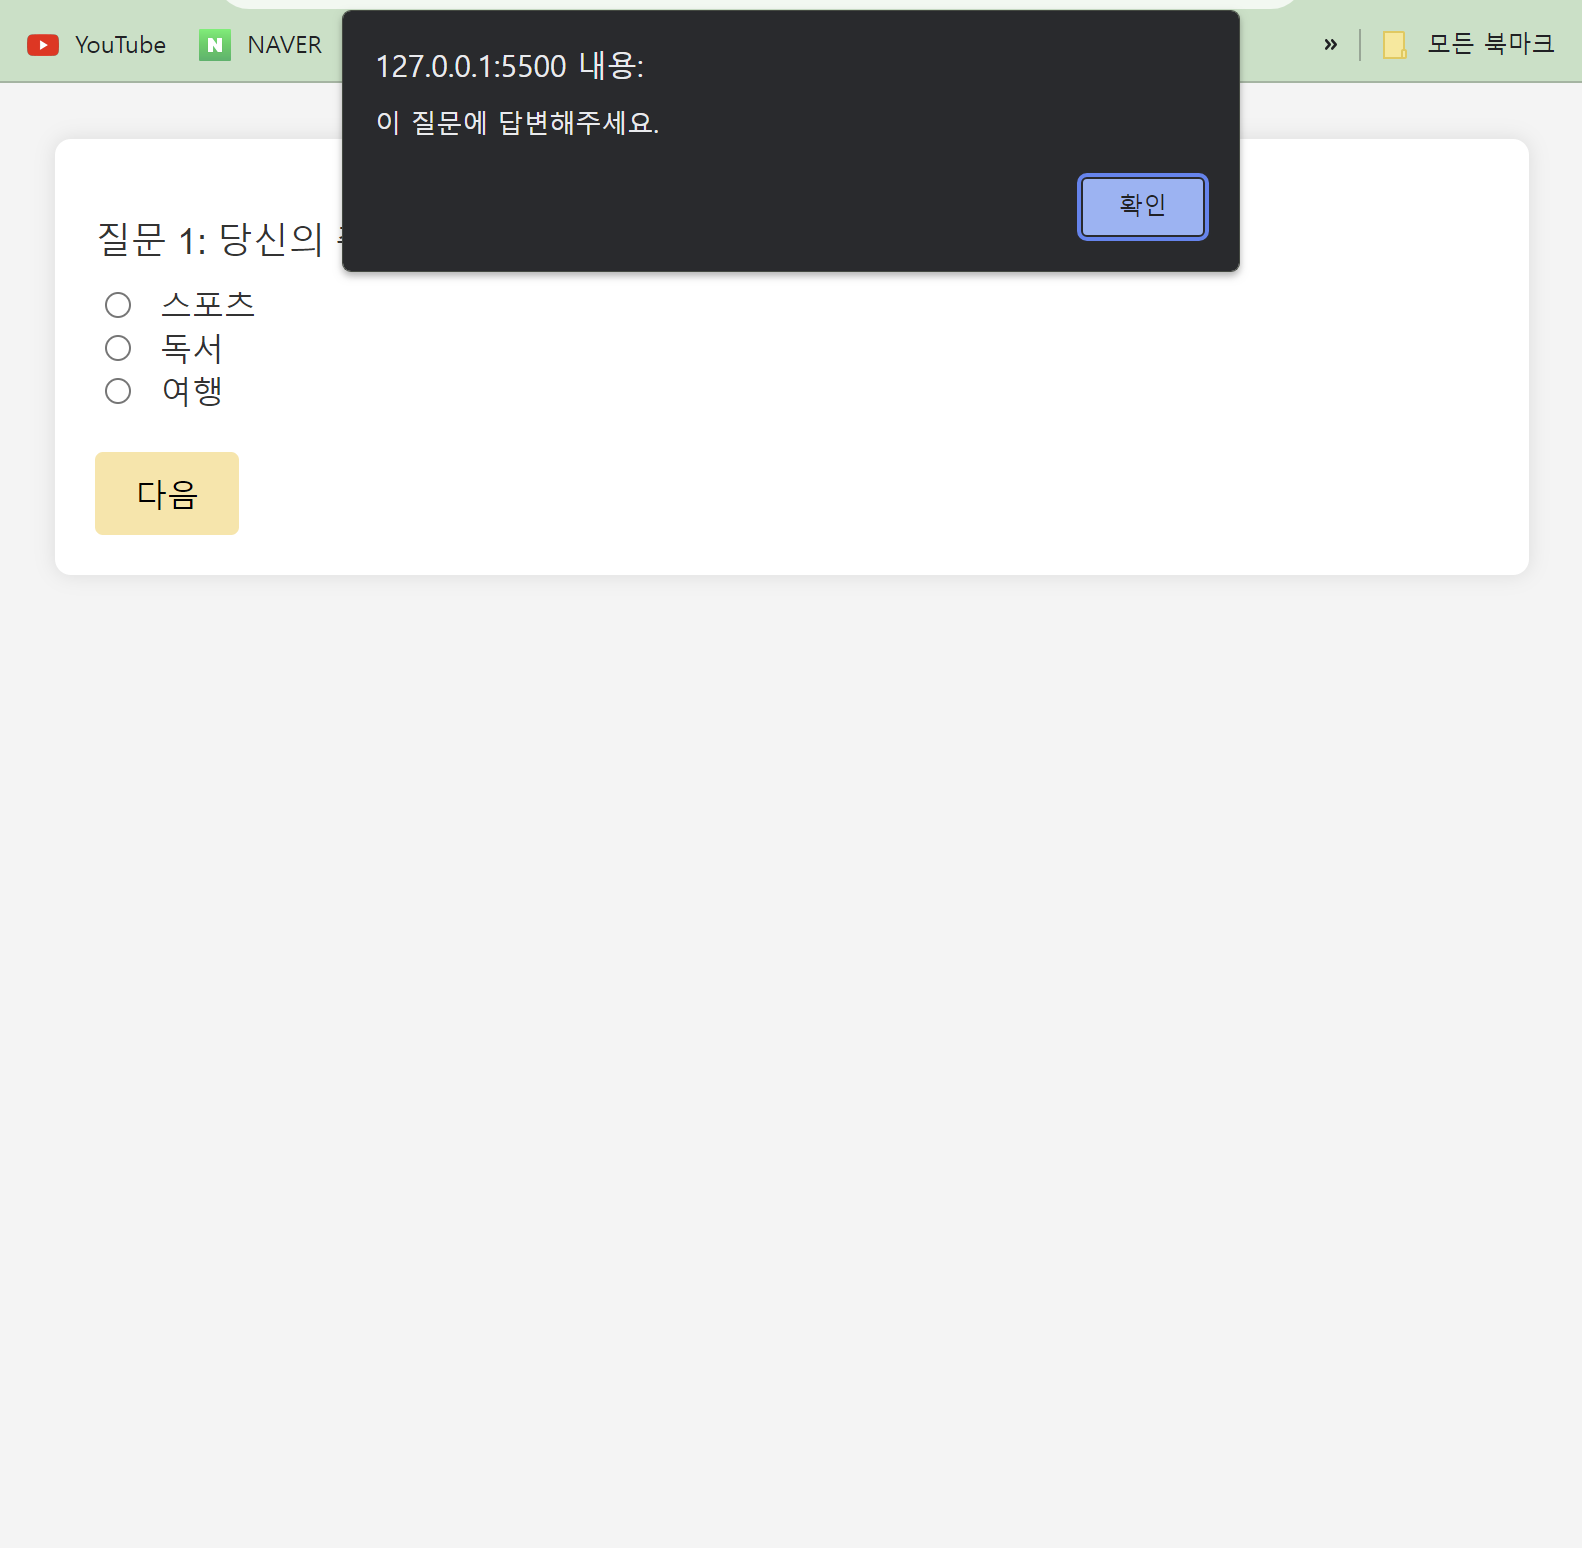 YouTube
NAVER
» 모든 북마크
127.0.0.1:5500 내용:
이 질문에 답변해주세요.
확인
질문 1: 당신의
스포츠
독서
여행
다음